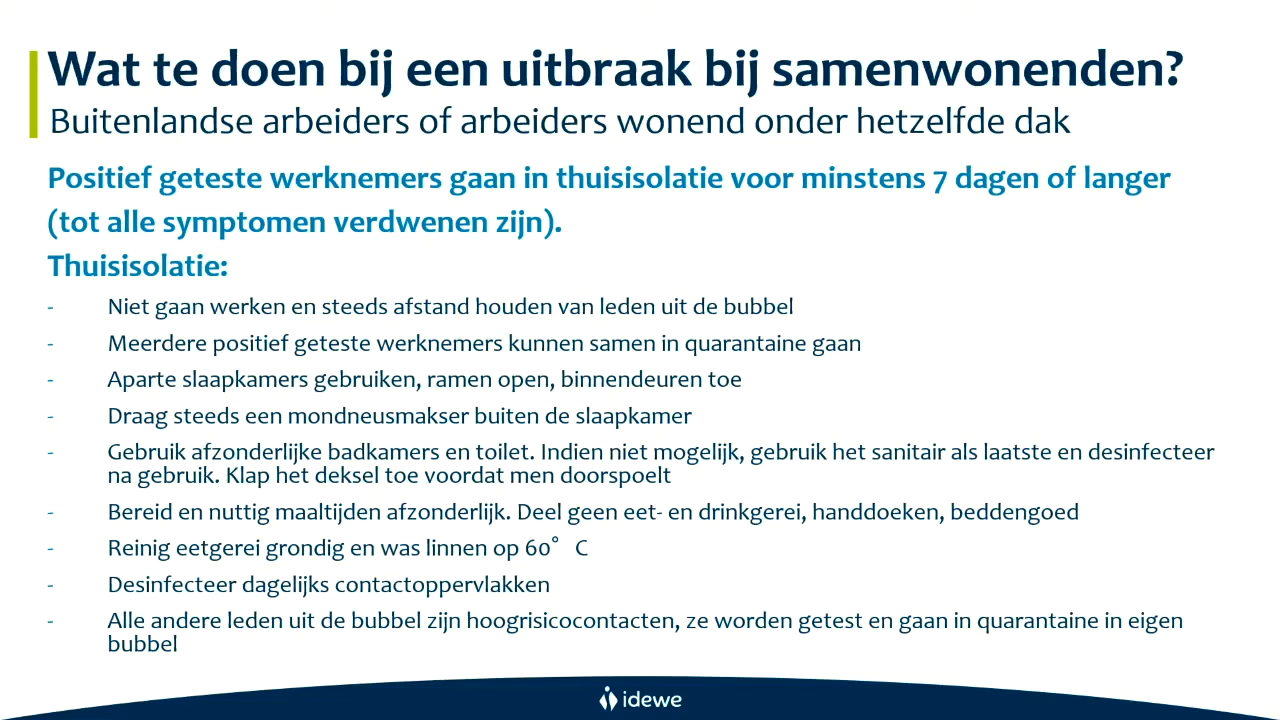 Wat te doen bij een uitbraak bij samenwonenden?
Buitenlandse arbeiders of arbeiders wonend onder hetzelfde dak
Positief geteste werknemers gaan in thuisisolatie voor minstens 7 dagen of langer
(tot alle symptomen verdwenen zijn).
Thuisisolatie:
- Niet gaan werken en steeds afstand houden van leden uit de bubbel
- Meerdere positief geteste werknemers kunnen samen in quarantaine gaan
- Aparte slaapkamers gebruiken, ramen open, binnendeuren toe
- Draag steeds een mondneusmakser buiten de slaapkamer
- Gebruik afzonderlijke badkamers en toilet. Indien niet mogelijk, gebruik het sanitair als laatste en desinfecteer
na gebruik. Klap het deksel toe voordat men doorspoelt
- Bereid en nuttig maaltijden afzonderlijk. Deel geen eet- en drinkgerei, handdoeken, beddengoed
- Reinig eetgerei grondig en was linnen op 60° C
- Desinfecteer dagelijks contactoppervlakken
- Alle andere leden uit de bubbel zijn hoogrisicocontacten, ze worden getest en gaan in quarantaine in eigen
bubbel
idewe